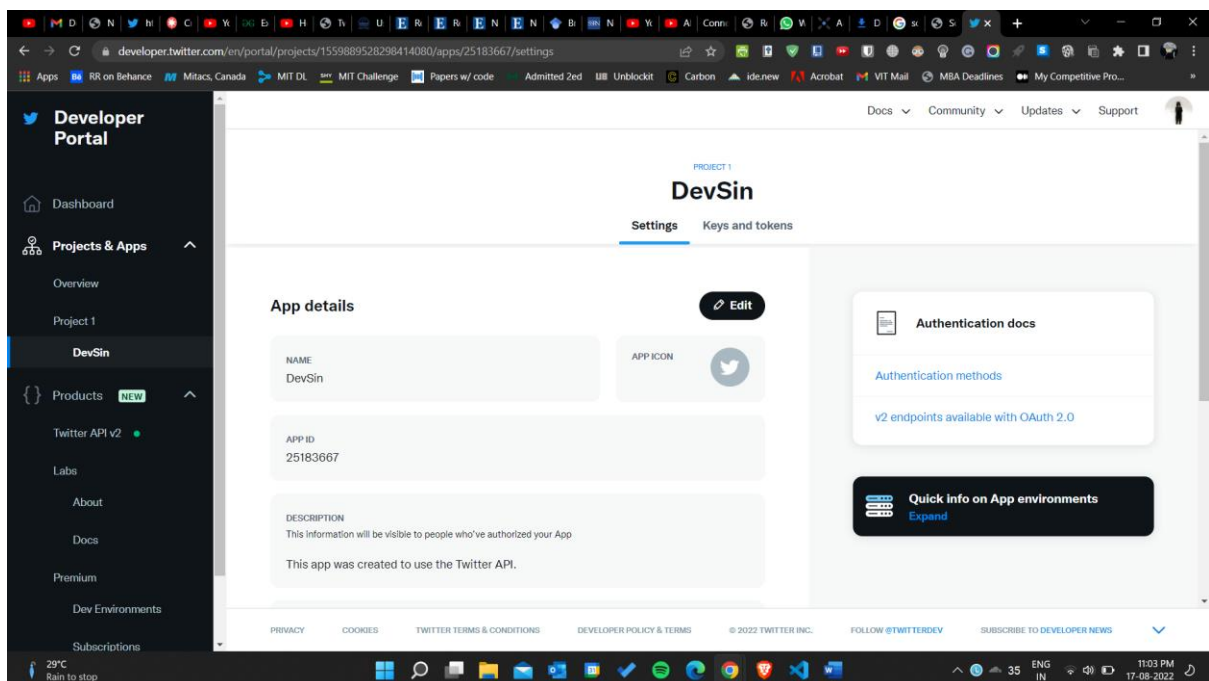 M D N hi C Yo E H U E R E R E N E N B N Yo A Conn R W A D sc S x
developer.twitter.com/en/portal/projects/1559889528298414080/apps/25183667/settings
Apps RR on Behance Mitacs, Canada MIT DL MIT Challenge Papers w/ code Admitted 2ed Unblockit Carbon ide.new Acrobat VIT Mail MBA Deadlines My Competitive Pro... »
Developer
Portal
Docs Community Updates Support
PROJECT 1
DevSin
Settings Keys and tokens
Dashboard
Projects & Apps
Overview
Project 1
DevSin
Products NEW
Twitter API v2
Labs
About
Docs
Premium
Dev Environments
Subscriptions
App details
Edit
NAME
DevSin
APP ICON
APP ID
25183667
DESCRIPTION
This information will be visible to people who've authorized your App
This app was created to use the Twitter API.
Authentication docs
Authentication methods
v2 endpoints available with OAuth 2.0
Quick info on App environments
Expand
PRIVACY COOKIES TWITTER TERMS & CONDITIONS DEVELOPER POLICY & TERMS © 2022 TWITTER INC. FOLLOW @TWITTERDEV SUBSCRIBE TO DEVELOPER NEWS
29°C
Rain to stop
35
ENG
IN
11:03 PM
17-08-2022